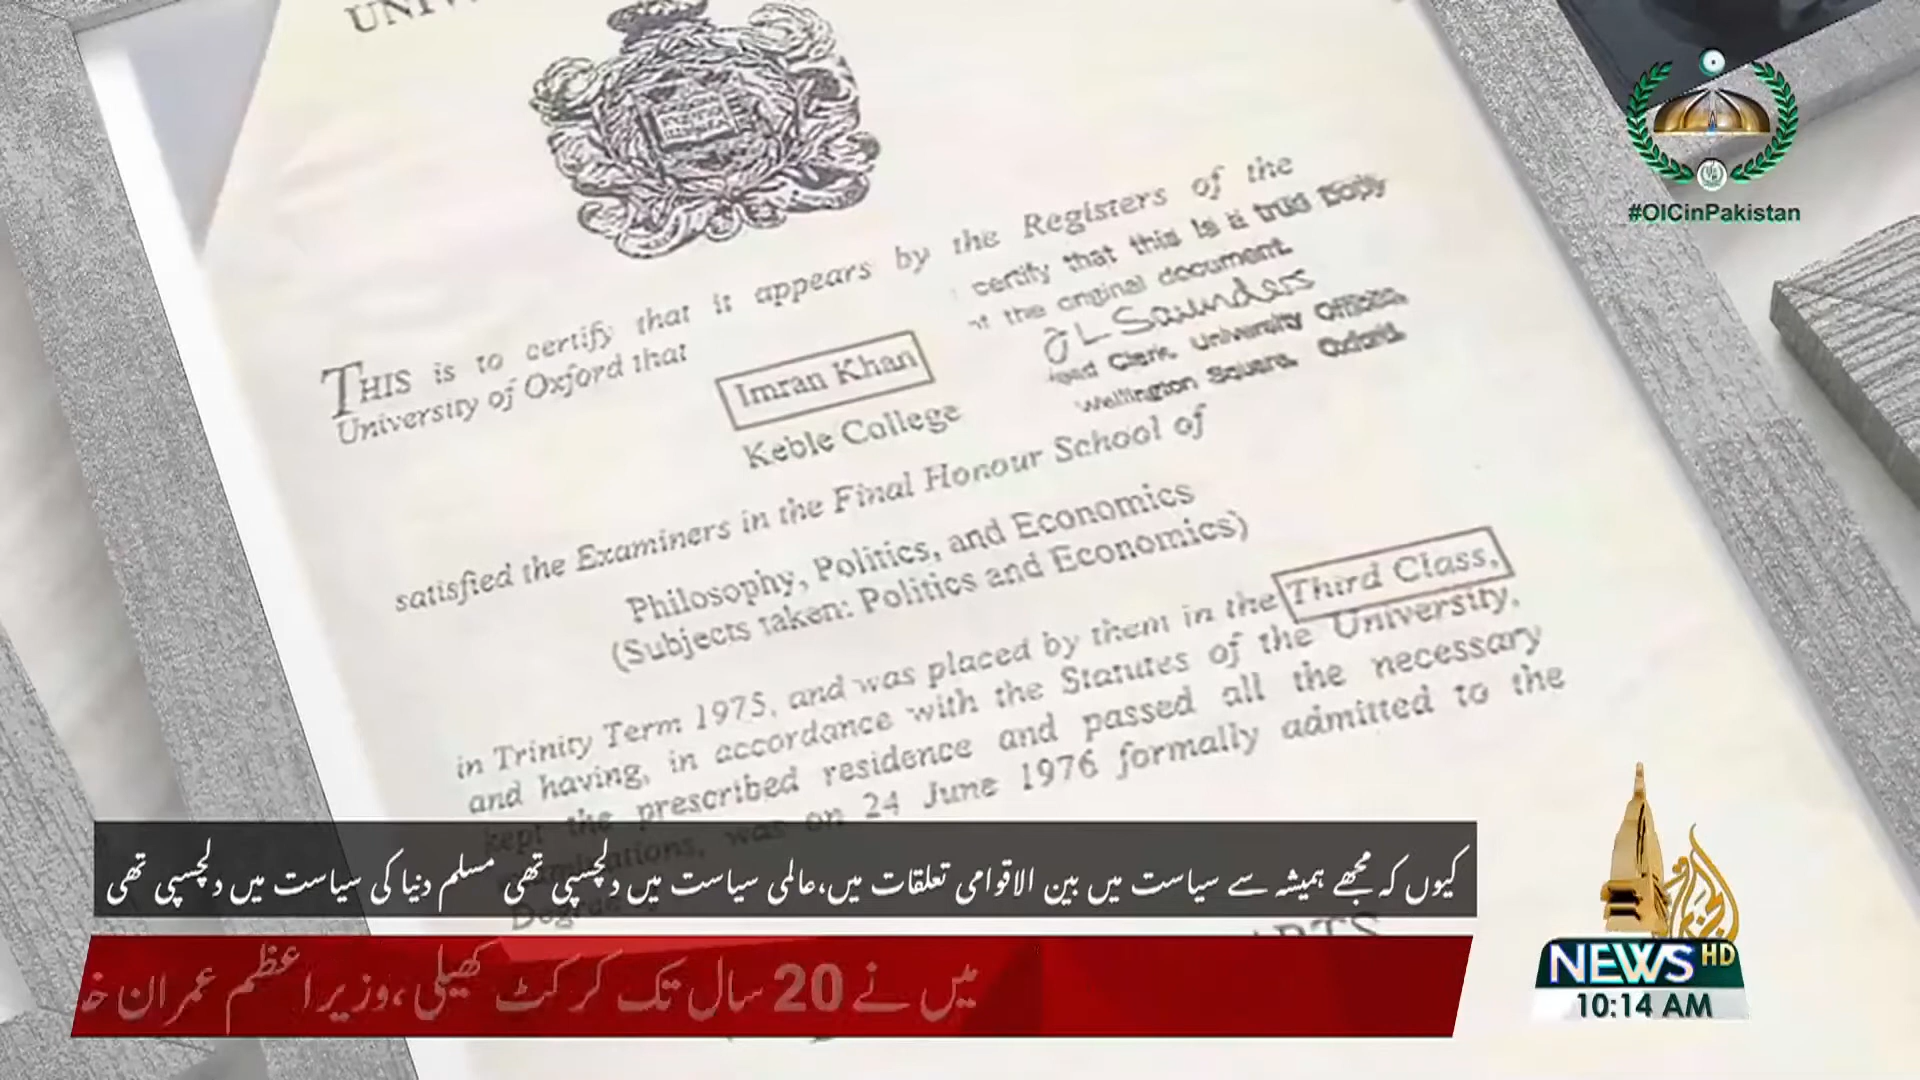 THIS is to certify that it appears by the Registers of the
University of Oxford that
certify that this is a true copy
of the original document.
J L Saunders
Clerk, University Offices,
Wellington Square, Oxford.
Imran Khan
Keble College
satisfied the Examiners in the Final Honour School of
Philosophy, Politics, and Economics
(Subjects taken: Politics and Economics)
in Trinity Term 1975, and was placed by them in the Third Class,
and having, in accordance with the Statutes of the University,
kept the prescribed residence and passed all the necessary
was on 24 June 1976 formally admitted to the
#OICinPakistan
کیوں کہ مجھے ہمیشہ سے سیاست میں بین الاقوامی تعلقات میں،عالمی سیاست میں دلچسپی تھی مسلم دنیا کی سیاست میں دلچسپی تھی
میں نے 20 سال تک کرکٹ کھیلی ،وزیراعظم عمران
NEWS HD
10:14 AM